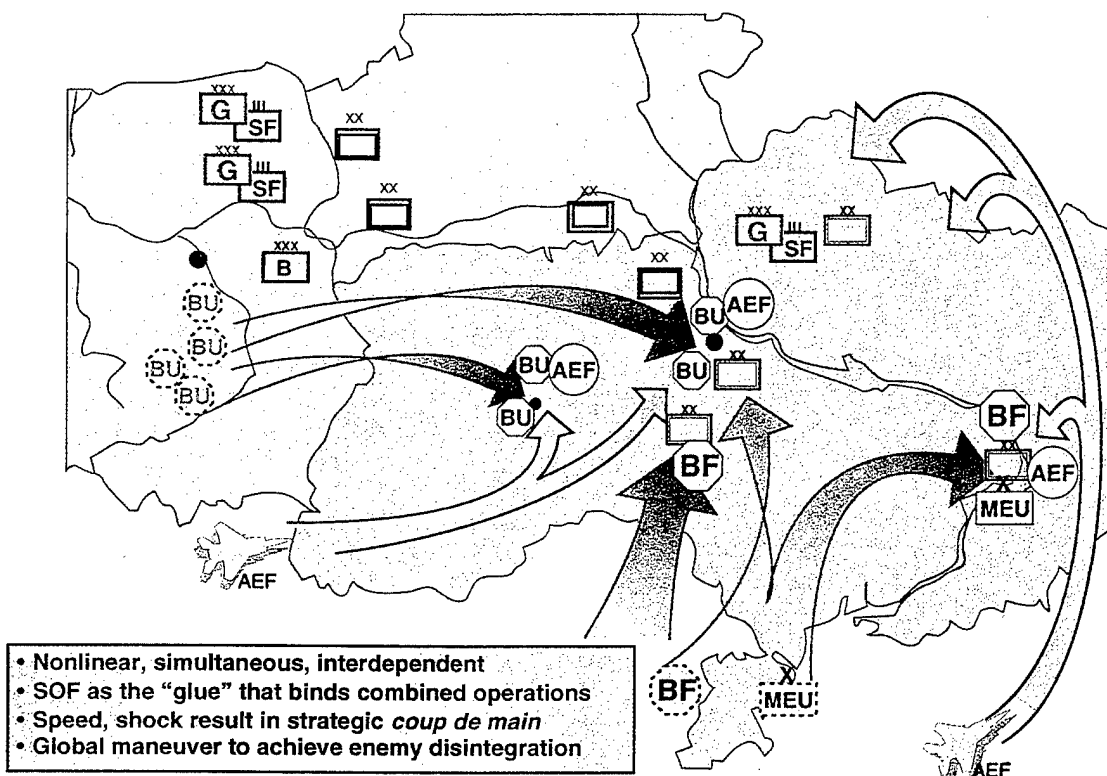 XXX
G
III
SF
XX
XXX
G
III
SF
XX
XX
XXX
G
III
SF
XX
XXX
B
XX
BU
BU
AEF
BU
BU
BU
BU
AEF
BU
XX
BU
BU
XX
BF
BF
XX
AEF
X
MEU
AEF
• Nonlinear, simultaneous, interdependent
• SOF as the “glue” that binds combined operations
• Speed, shock result in strategic coup de main
• Global maneuver to achieve enemy disintegration
BF
X
MEU
AEF